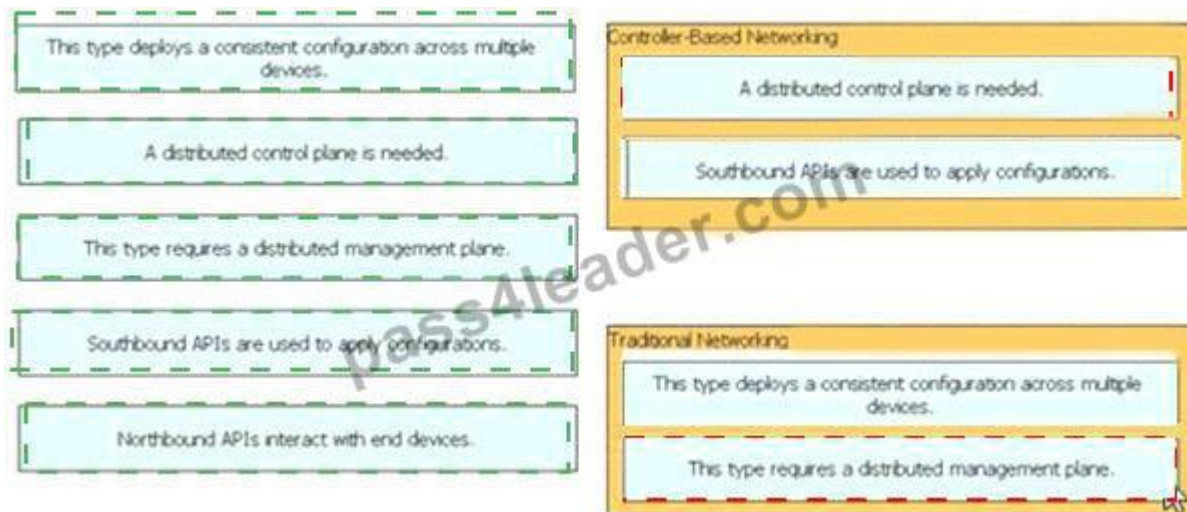 This type deploys a consistent configuration across multiple
devices.
A distributed control plane is needed.
This type requires a distributed management plane.
Southbound APIs are used to apply configurations.
Northbound APIs interact with end devices.
Controller-Based Networking
A distributed control plane is needed.
Southbound APIs are used to apply configurations.
Traditional Networking
This type deploys a consistent configuration across multiple
devices.
This type requires a distributed management plane.
pass4leader.com